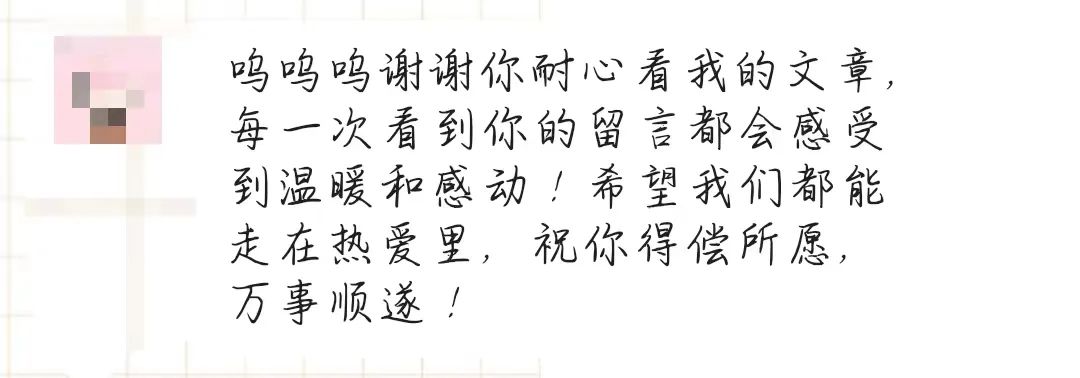 呜呜呜谢谢你耐心看我的文章,
每一次看到你的留言都会感受
到温暖和感动！希望我们都能
走在热爱里, 祝你得偿所愿,
万事顺遂！